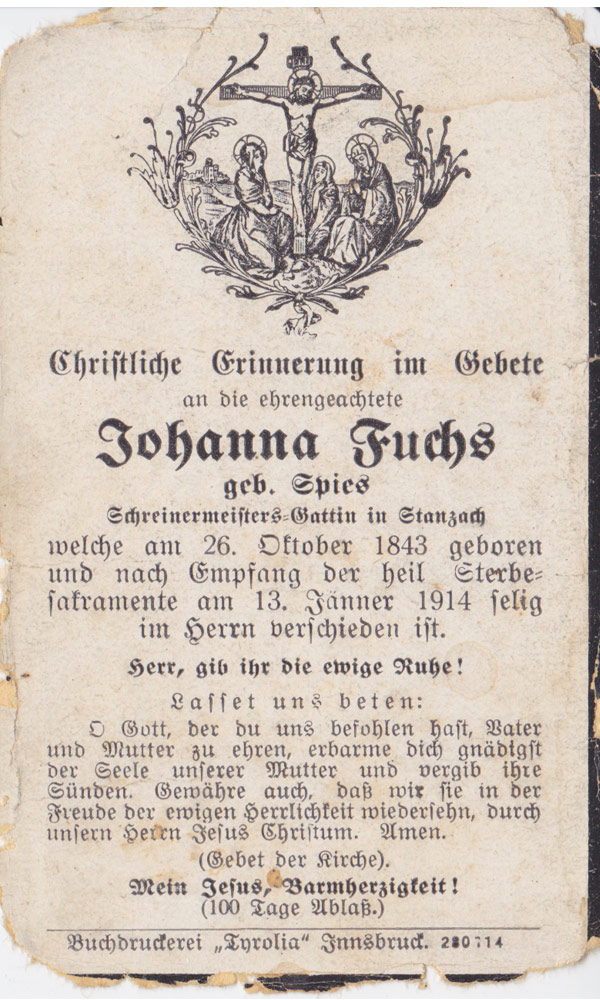 Christliche Erinnerung im Gebete
an die ehrengeachtete
Johanna Fuchs
geb. Spies
Schreinermeisters-Gattin in Stanzach
welche am 26. Oktober 1843 geboren
und nach Empfang der heil Sterbe-
sakramente am 13. Jänner 1914 selig
im Herrn verschieden ist.
Herr, gib ihr die ewige Ruhe!
Lasset uns beten:
O Gott, der du uns befohlen hast, Vater
und Mutter zu ehren, erbarme dich gnädigst
der Seele unserer Mutter und vergib ihre
Sünden. Gewähre auch, daß wir sie in der
Freude der ewigen Herrlichkeit wiedersehn, durch
unsern Herrn Jesus Christum. Amen.
(Gebet der Kirche).
Mein Jesus, Barmherzigkeit!
(100 Tage Ablaß.)
Buchdruckerei „Tyrolia“ Innsbruck.